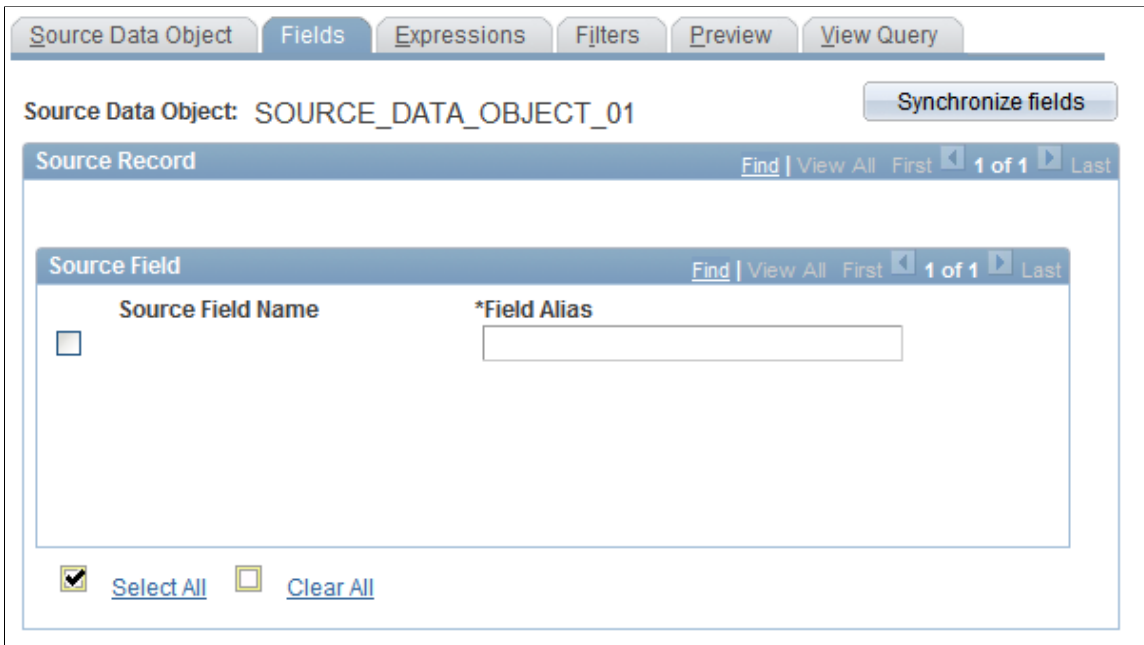 Source Data Object Fields Expressions Filters Preview View Query
Source Data Object: SOURCE_DATA_OBJECT_01 Synchronize fields
Source Record Find | View All First 1 of 1 Last
Source Field Find | View All First 1 of 1 Last
Source Field Name *Field Alias
Select All Clear All